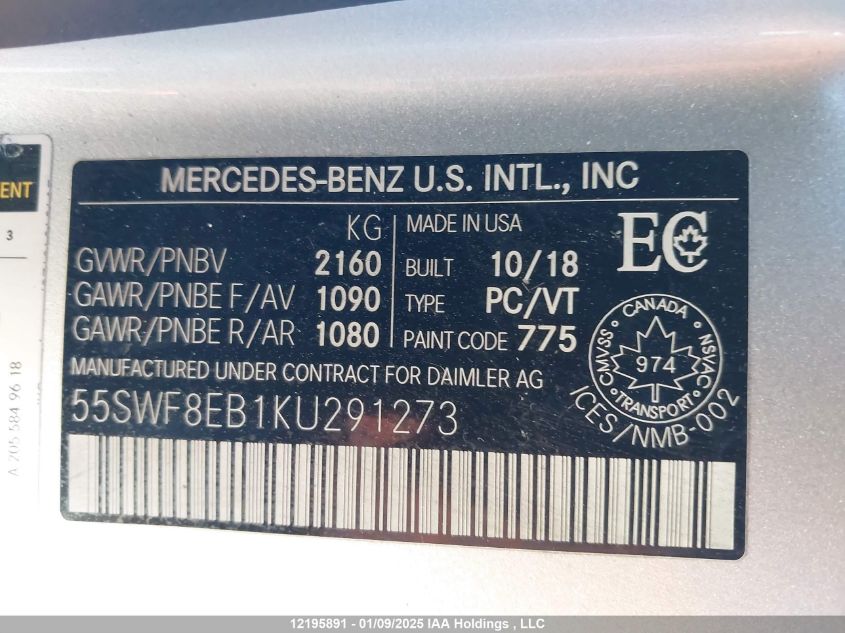 ENT
3
A 205 584 96 18
MERCEDES-BENZ U.S. INTL., INC
KG
GVWR/PNBV 2160
GAWR/PNBE F/AV 1090
GAWR/PNBE R/AR 1080
MADE IN USA
BUILT 10/18
TYPE PC/VT
PAINT CODE 775
EC
CANADA
CMVSS 974 NSVAC
TRANSPORT
ICES/NMB-002
MANUFACTURED UNDER CONTRACT FOR DAIMLER AG
55SWF8EB1KU291273
12195891 - 01/09/2025 IAA Holdings , LLC